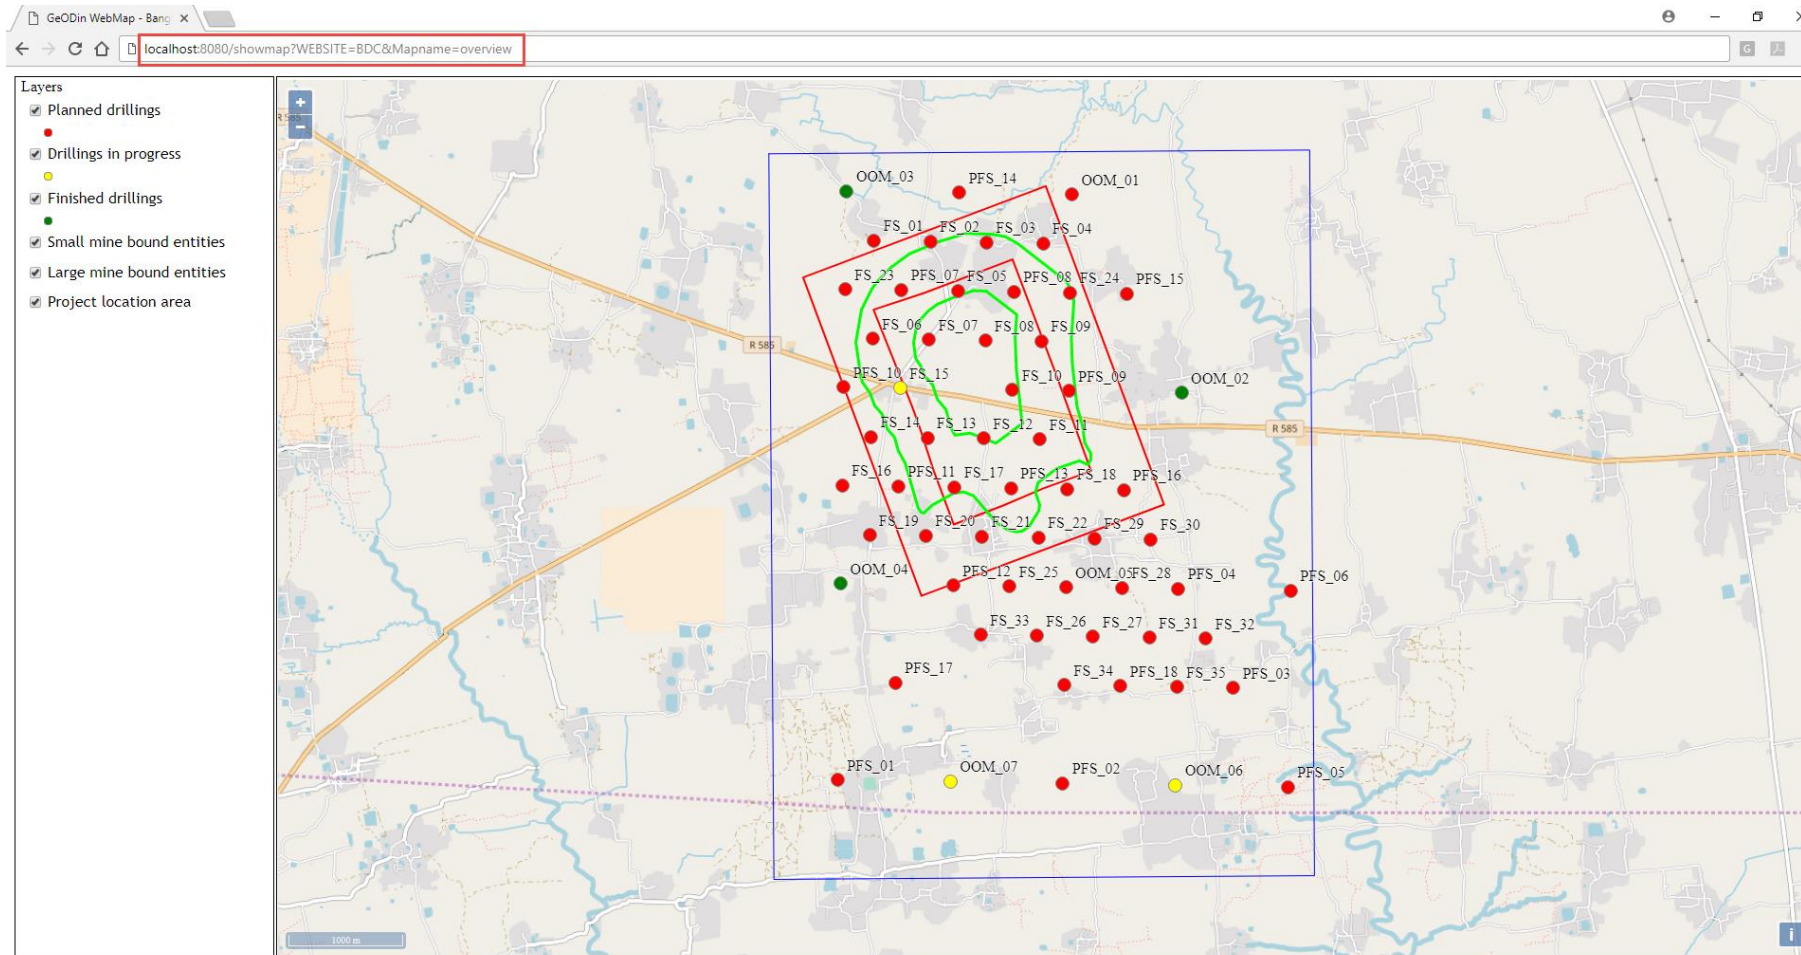 GeODin WebMap - Bang
localhost:8080/showmap?WEBSITE=BDC&Mapname=overview
Layers
Planned drillings
Drillings in progress
Finished drillings
Small mine bound entities
Large mine bound entities
Project location area
+
-
R 585
OOM_03 PFS_14 OOM_01
FS_01 FS_02 FS_03 FS_04
FS_23 PFS_07 FS_05 PFS_08 FS_24 PFS_15
FS_06 FS_07 FS_08 FS_09
R 585
PFS_10 FS_15 FS_10 PFS_09 OOM_02
FS_14 FS_13 FS_12 FS_11 R 585
FS_16 PFS_11 FS_17 PFS_13 FS_18 PFS_16
FS_19 FS_20 FS_21 FS_22 FS_29 FS_30
OOM_04 PFS_12 FS_25 OOM_05 FS_28 PFS_04 PFS_06
FS_33 FS_26 FS_27 FS_31 FS_32
PFS_17 FS_34 PFS_18 FS_35 PFS_03
PFS_01 OOM_07 PFS_02 OOM_06 PFS_05
1000 m
i